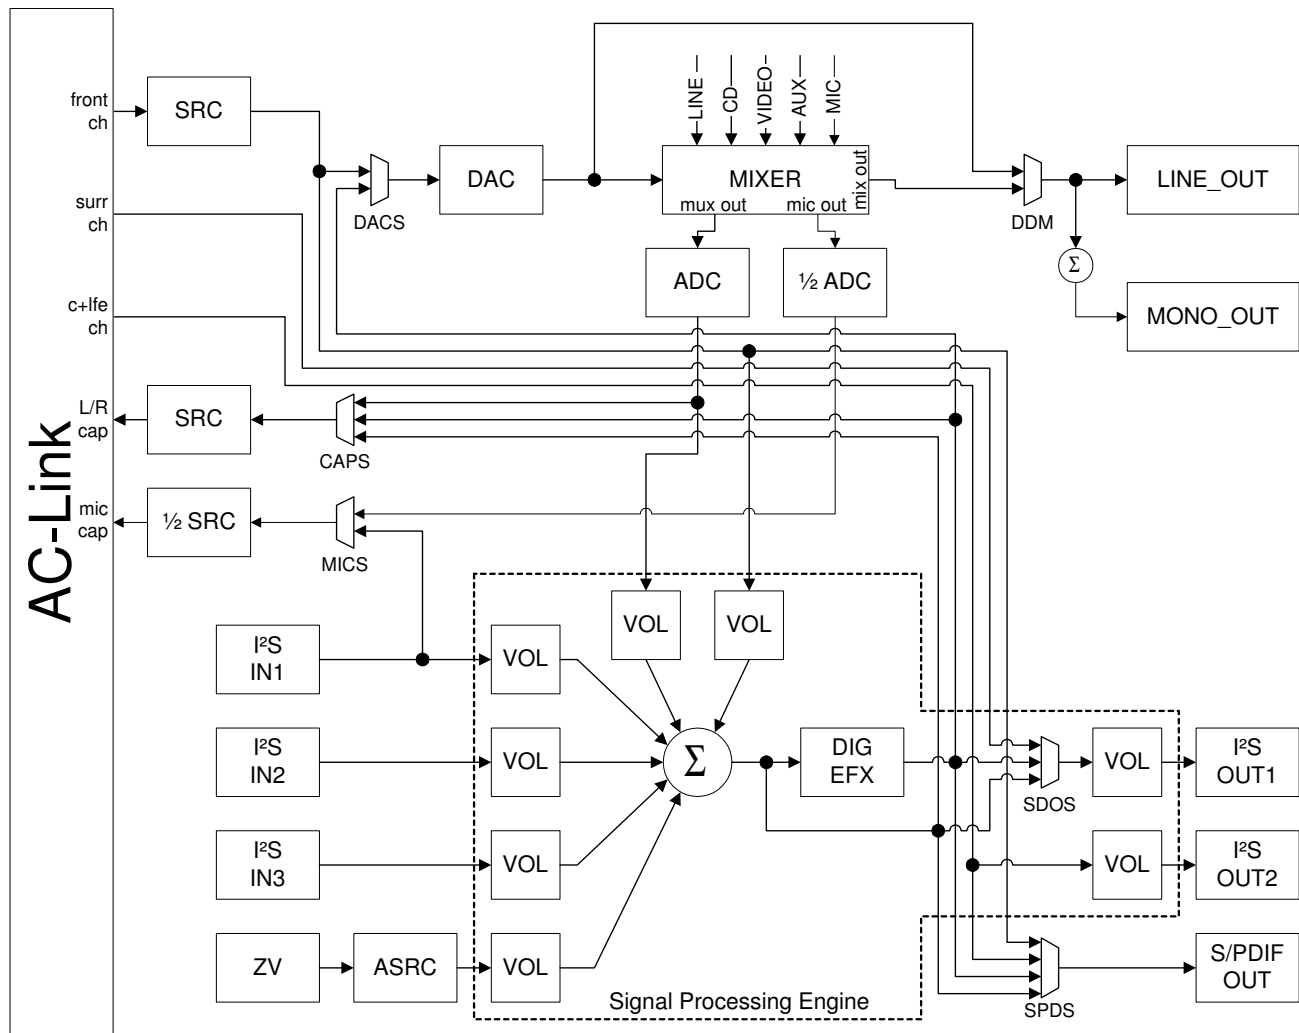 AC-Link
front
ch
SRC
surr
ch
c+lfe
ch
L/R
cap
SRC
mic
cap
½ SRC
DACS
DAC
LINE
CD
VIDEO
AUX
MIC
MIXER
mix out
mux out
mic out
ADC
½ ADC
DDM
LINE_OUT
Σ
MONO_OUT
CAPS
MICS
I²S
IN1
VOL
VOL
VOL
I²S
IN2
VOL
Σ
DIG
EFX
SDOS
VOL
I²S
OUT1
I²S
IN3
VOL
VOL
I²S
OUT2
ZV
ASRC
VOL
Signal Processing Engine
SPDS
S/PDIF
OUT